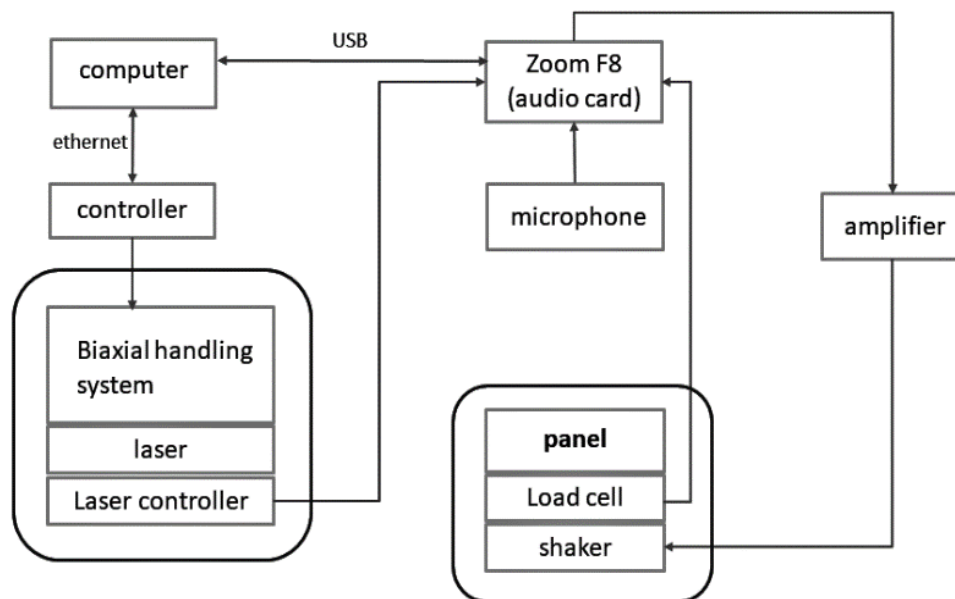 USB
computer
Zoom F8
(audio card)
ethernet
controller
microphone
amplifier
Biaxial handling
system
laser
Laser controller
panel
Load cell
shaker